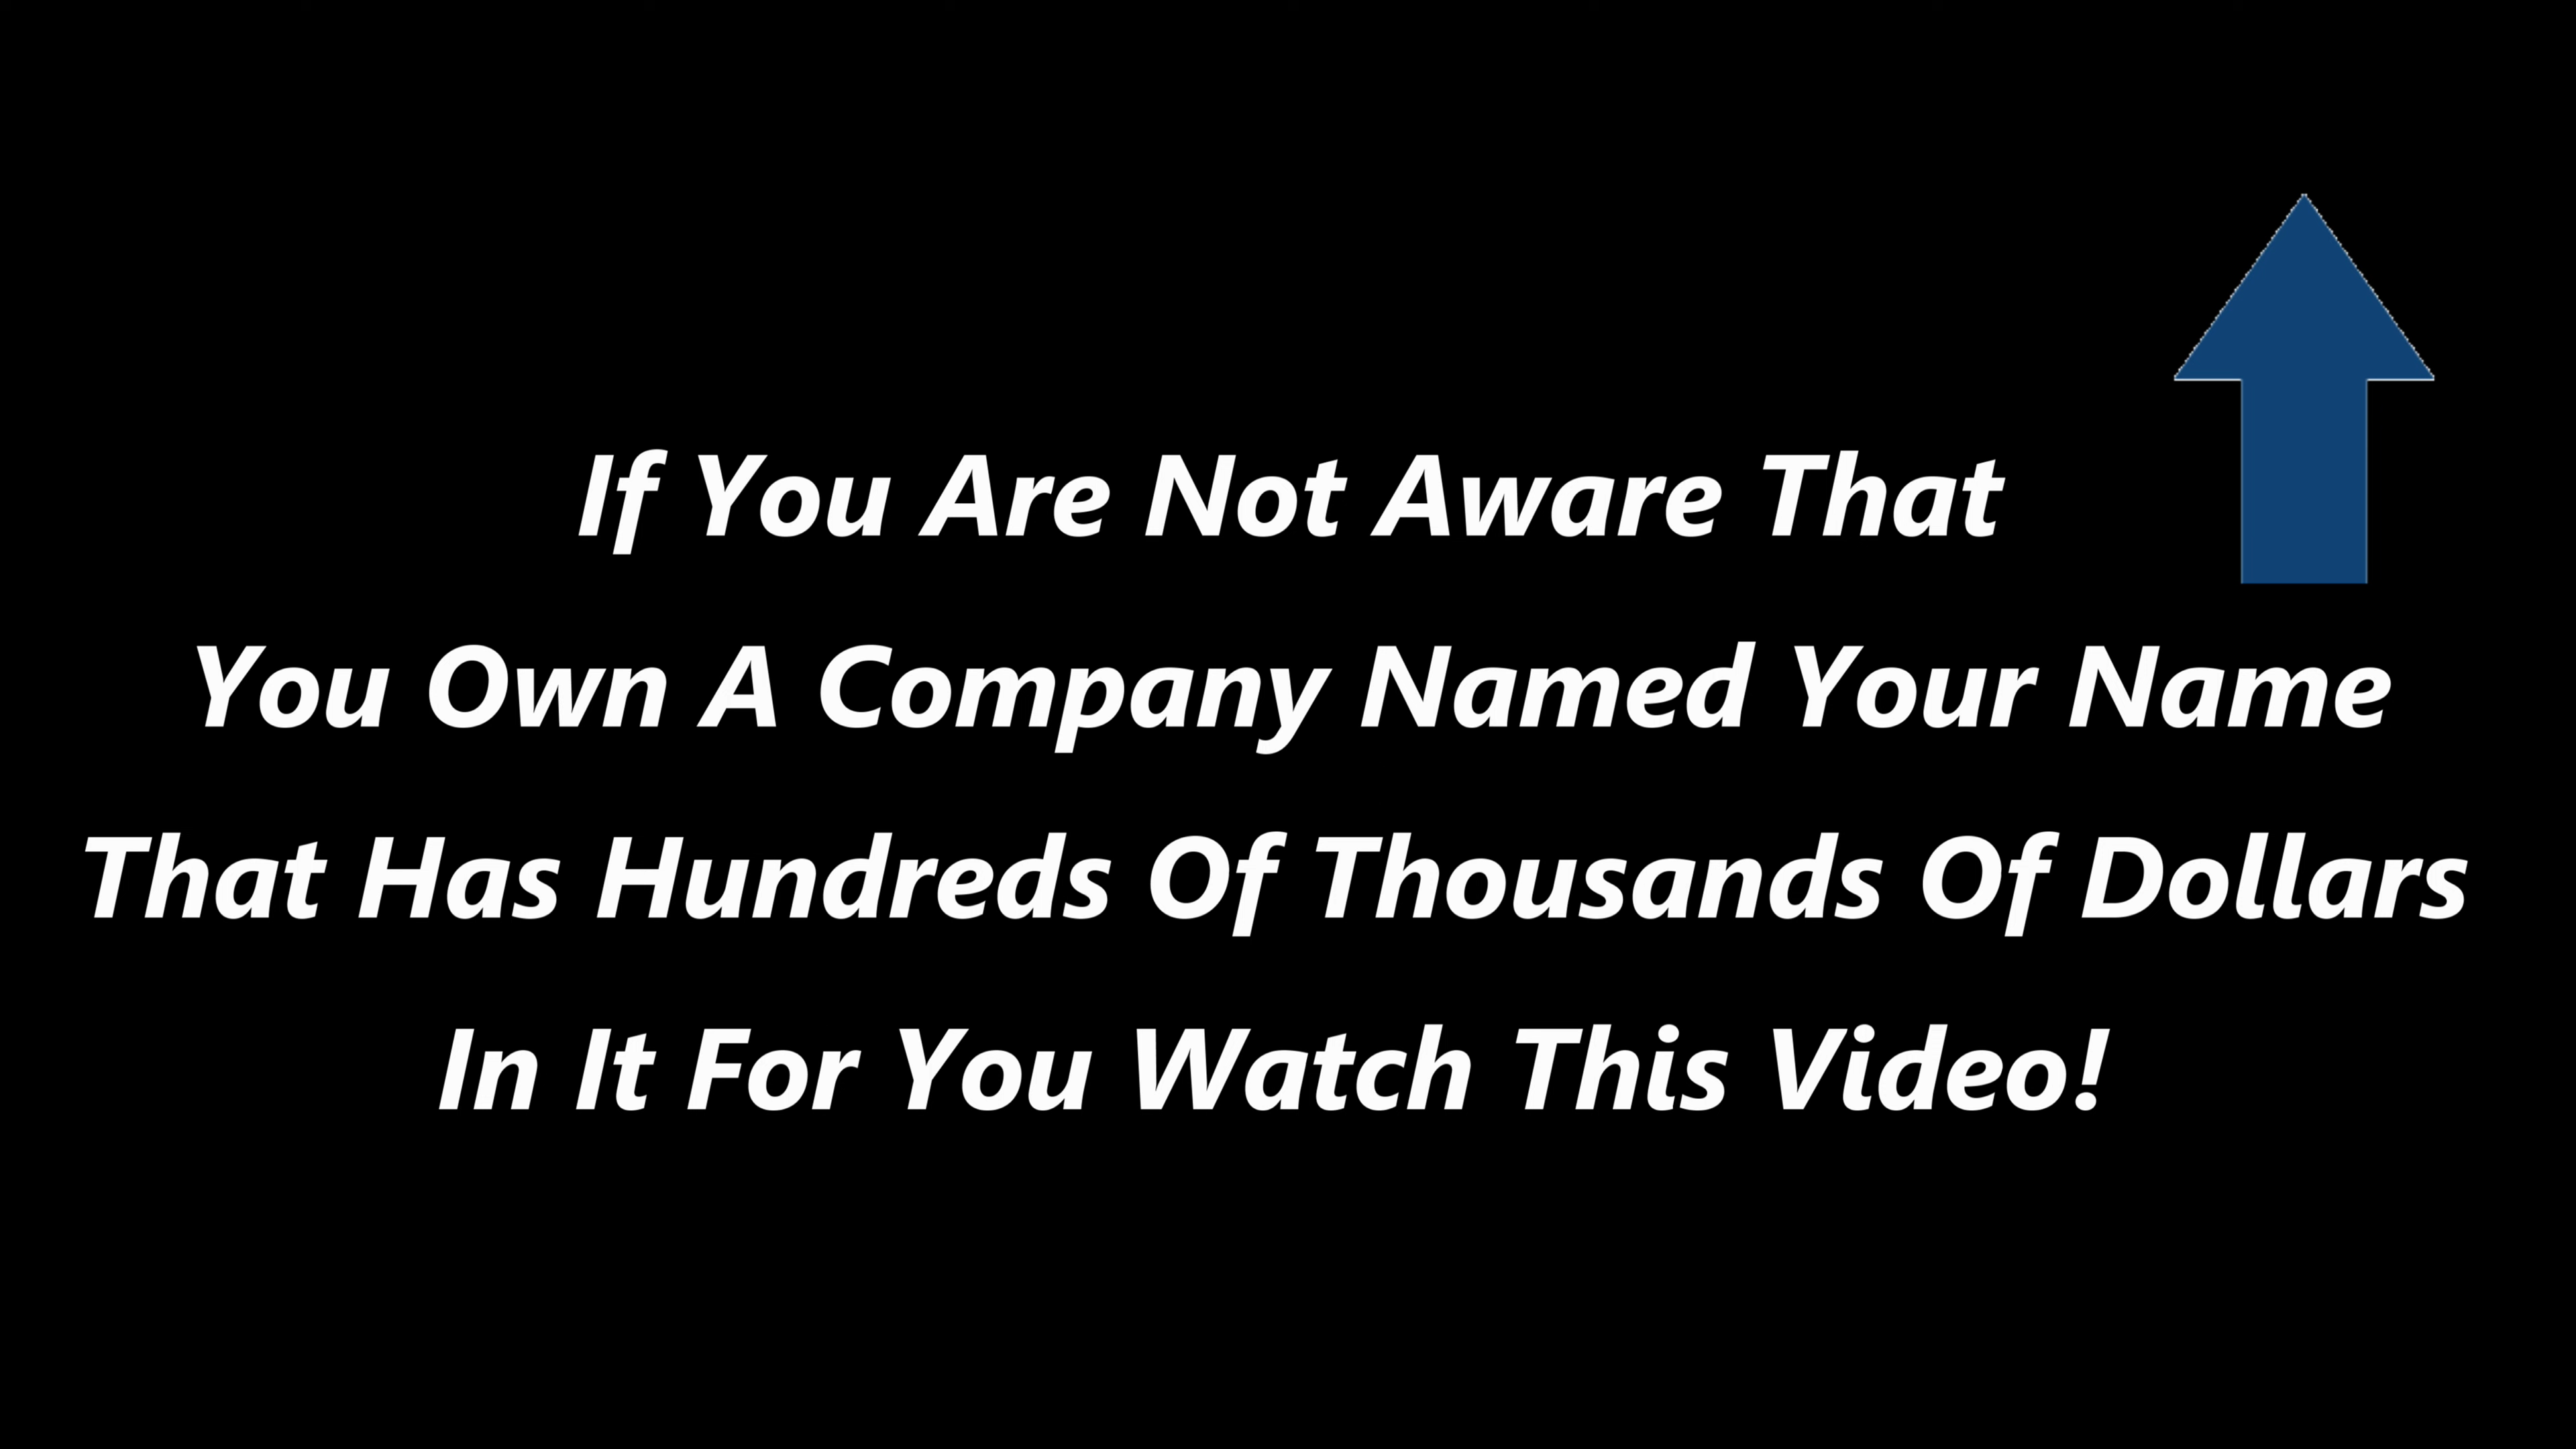 If You Are Not Aware That
You Own A Company Named Your Name
That Has Hundreds Of Thousands Of Dollars
In It For You Watch This Video!